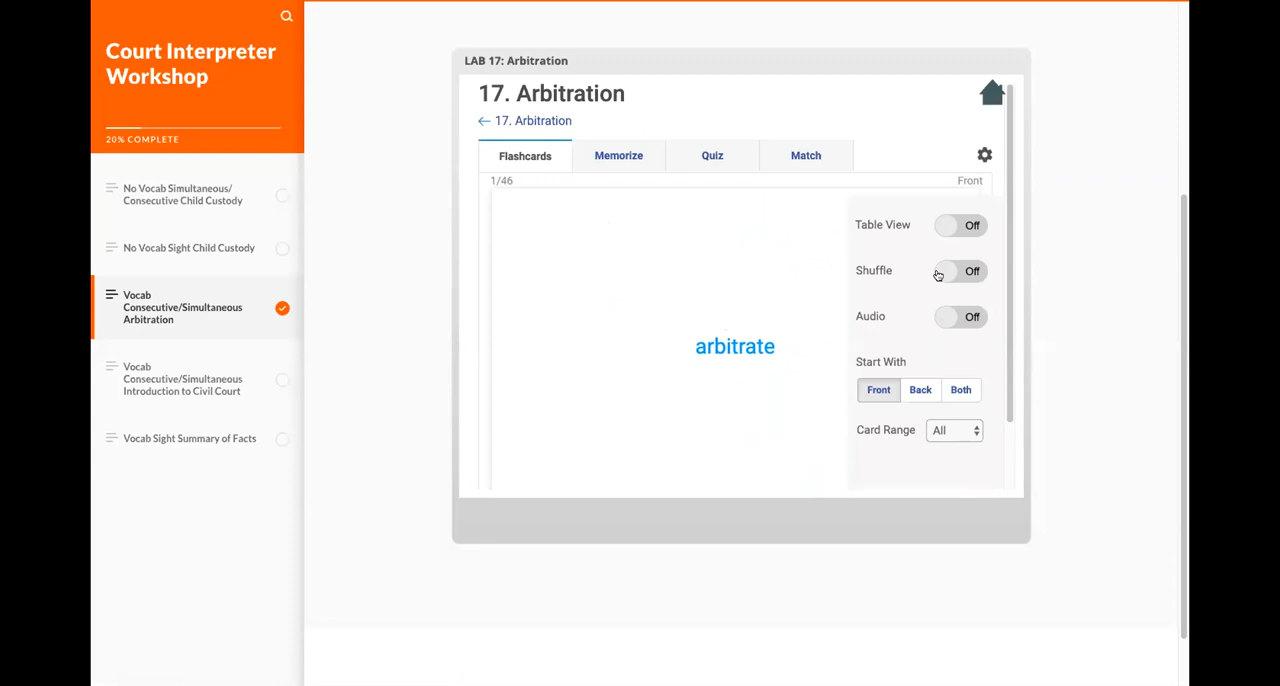 Court Interpreter
Workshop
20% COMPLETE
No Vocab Simultaneous/
Consecutive Child Custody
No Vocab Sight Child Custody
Vocab
Consecutive/Simultaneous
Arbitration
Vocab
Consecutive/Simultaneous
Introduction to Civil Court
Vocab Sight Summary of Facts
LAB 17: Arbitration
17. Arbitration
← 17. Arbitration
Flashcards Memorize Quiz Match
1/46 Front
Table View Off
Shuffle Off
Audio Off
arbitrate
Start With
Front Back Both
Card Range All